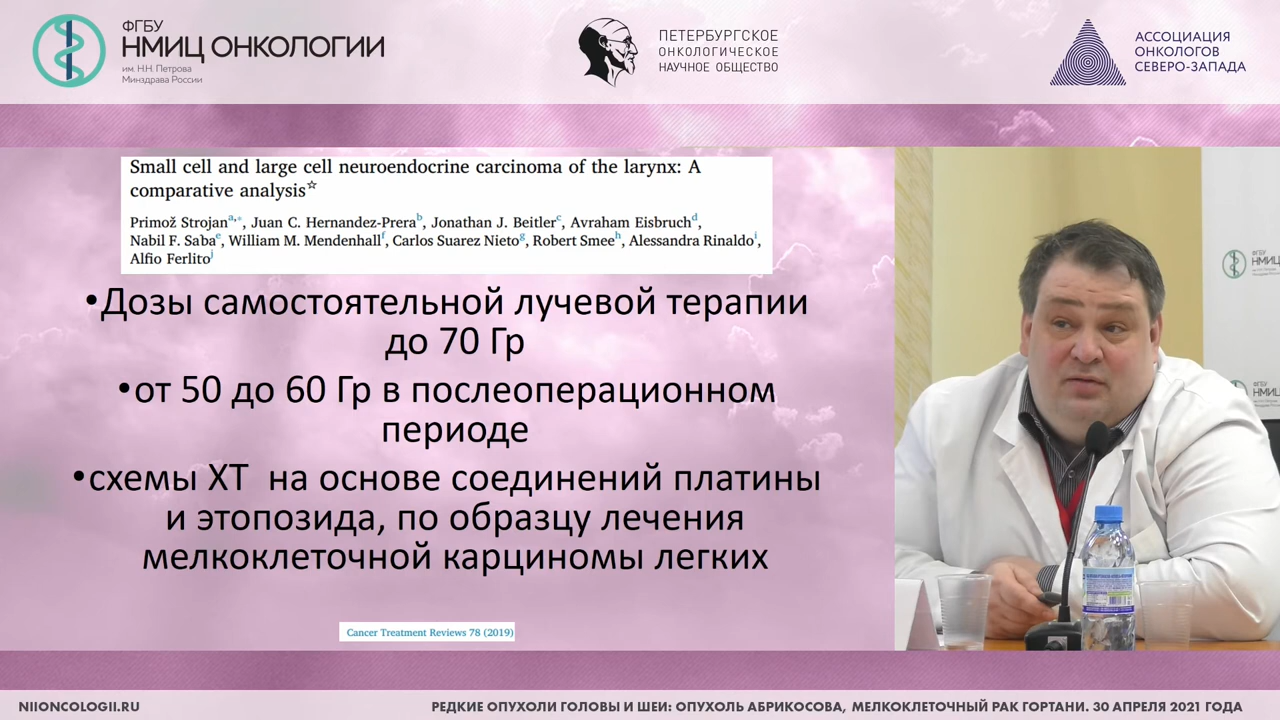 ФГБУ
НМИЦ ОНКОЛОГИИ
им. Н.Н. Петрова
Минздрава России
ПЕТЕРБУРГСКОЕ
ОНКОЛОГИЧЕСКОЕ
НАУЧНОЕ ОБЩЕСТВО
АССОЦИАЦИЯ
ОНКОЛОГОВ
СЕВЕРО-ЗАПАДА
Small cell and large cell neuroendocrine carcinoma of the larynx: A
comparative analysis☆
Primož Strojan a,*, Juan C. Hernandez-Prera b, Jonathan J. Beitler c, Avraham Eisbruch d,
Nabil F. Saba e, William M. Mendenhall f, Carlos Suarez Nieto g, Robert Smee h, Alessandra Rinaldo i,
Alfio Ferlito j
•Дозы самостоятельной лучевой терапии
до 70 Гр
•от 50 до 60 Гр в послеоперационном
периоде
•схемы ХТ на основе соединений платины
и этопозида, по образцу лечения
мелкоклеточной карциномы легких
Cancer Treatment Reviews 78 (2019)
ФГБУ
НМИЦ
НМИЦ
NIIONCOLOGII.RU
РЕДКИЕ ОПУХОЛИ ГОЛОВЫ И ШЕИ: ОПУХОЛЬ АБРИКОСОВА, МЕЛКОКЛЕТОЧНЫЙ РАК ГОРТАНИ. 30 АПРЕЛЯ 2021 ГОДА